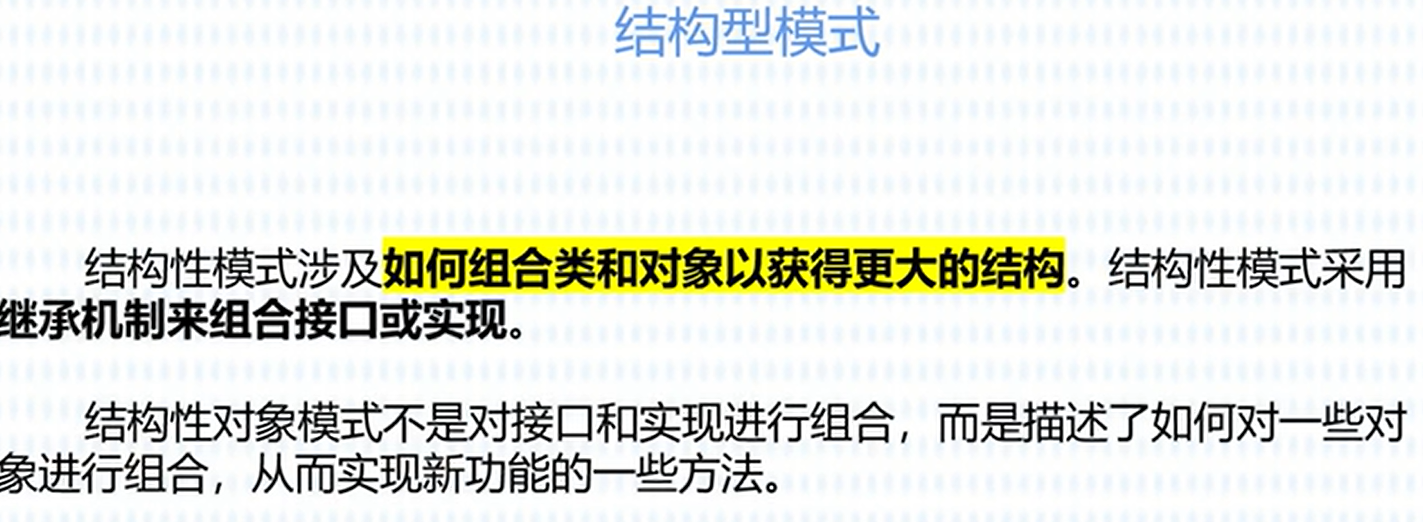 结构型模式
结构性模式涉及如何组合类和对象以获得更大的结构。结构性模式采用
继承机制来组合接口或实现。
结构性对象模式不是对接口和实现进行组合，而是描述了如何对一些对
象进行组合，从而实现新功能的一些方法。